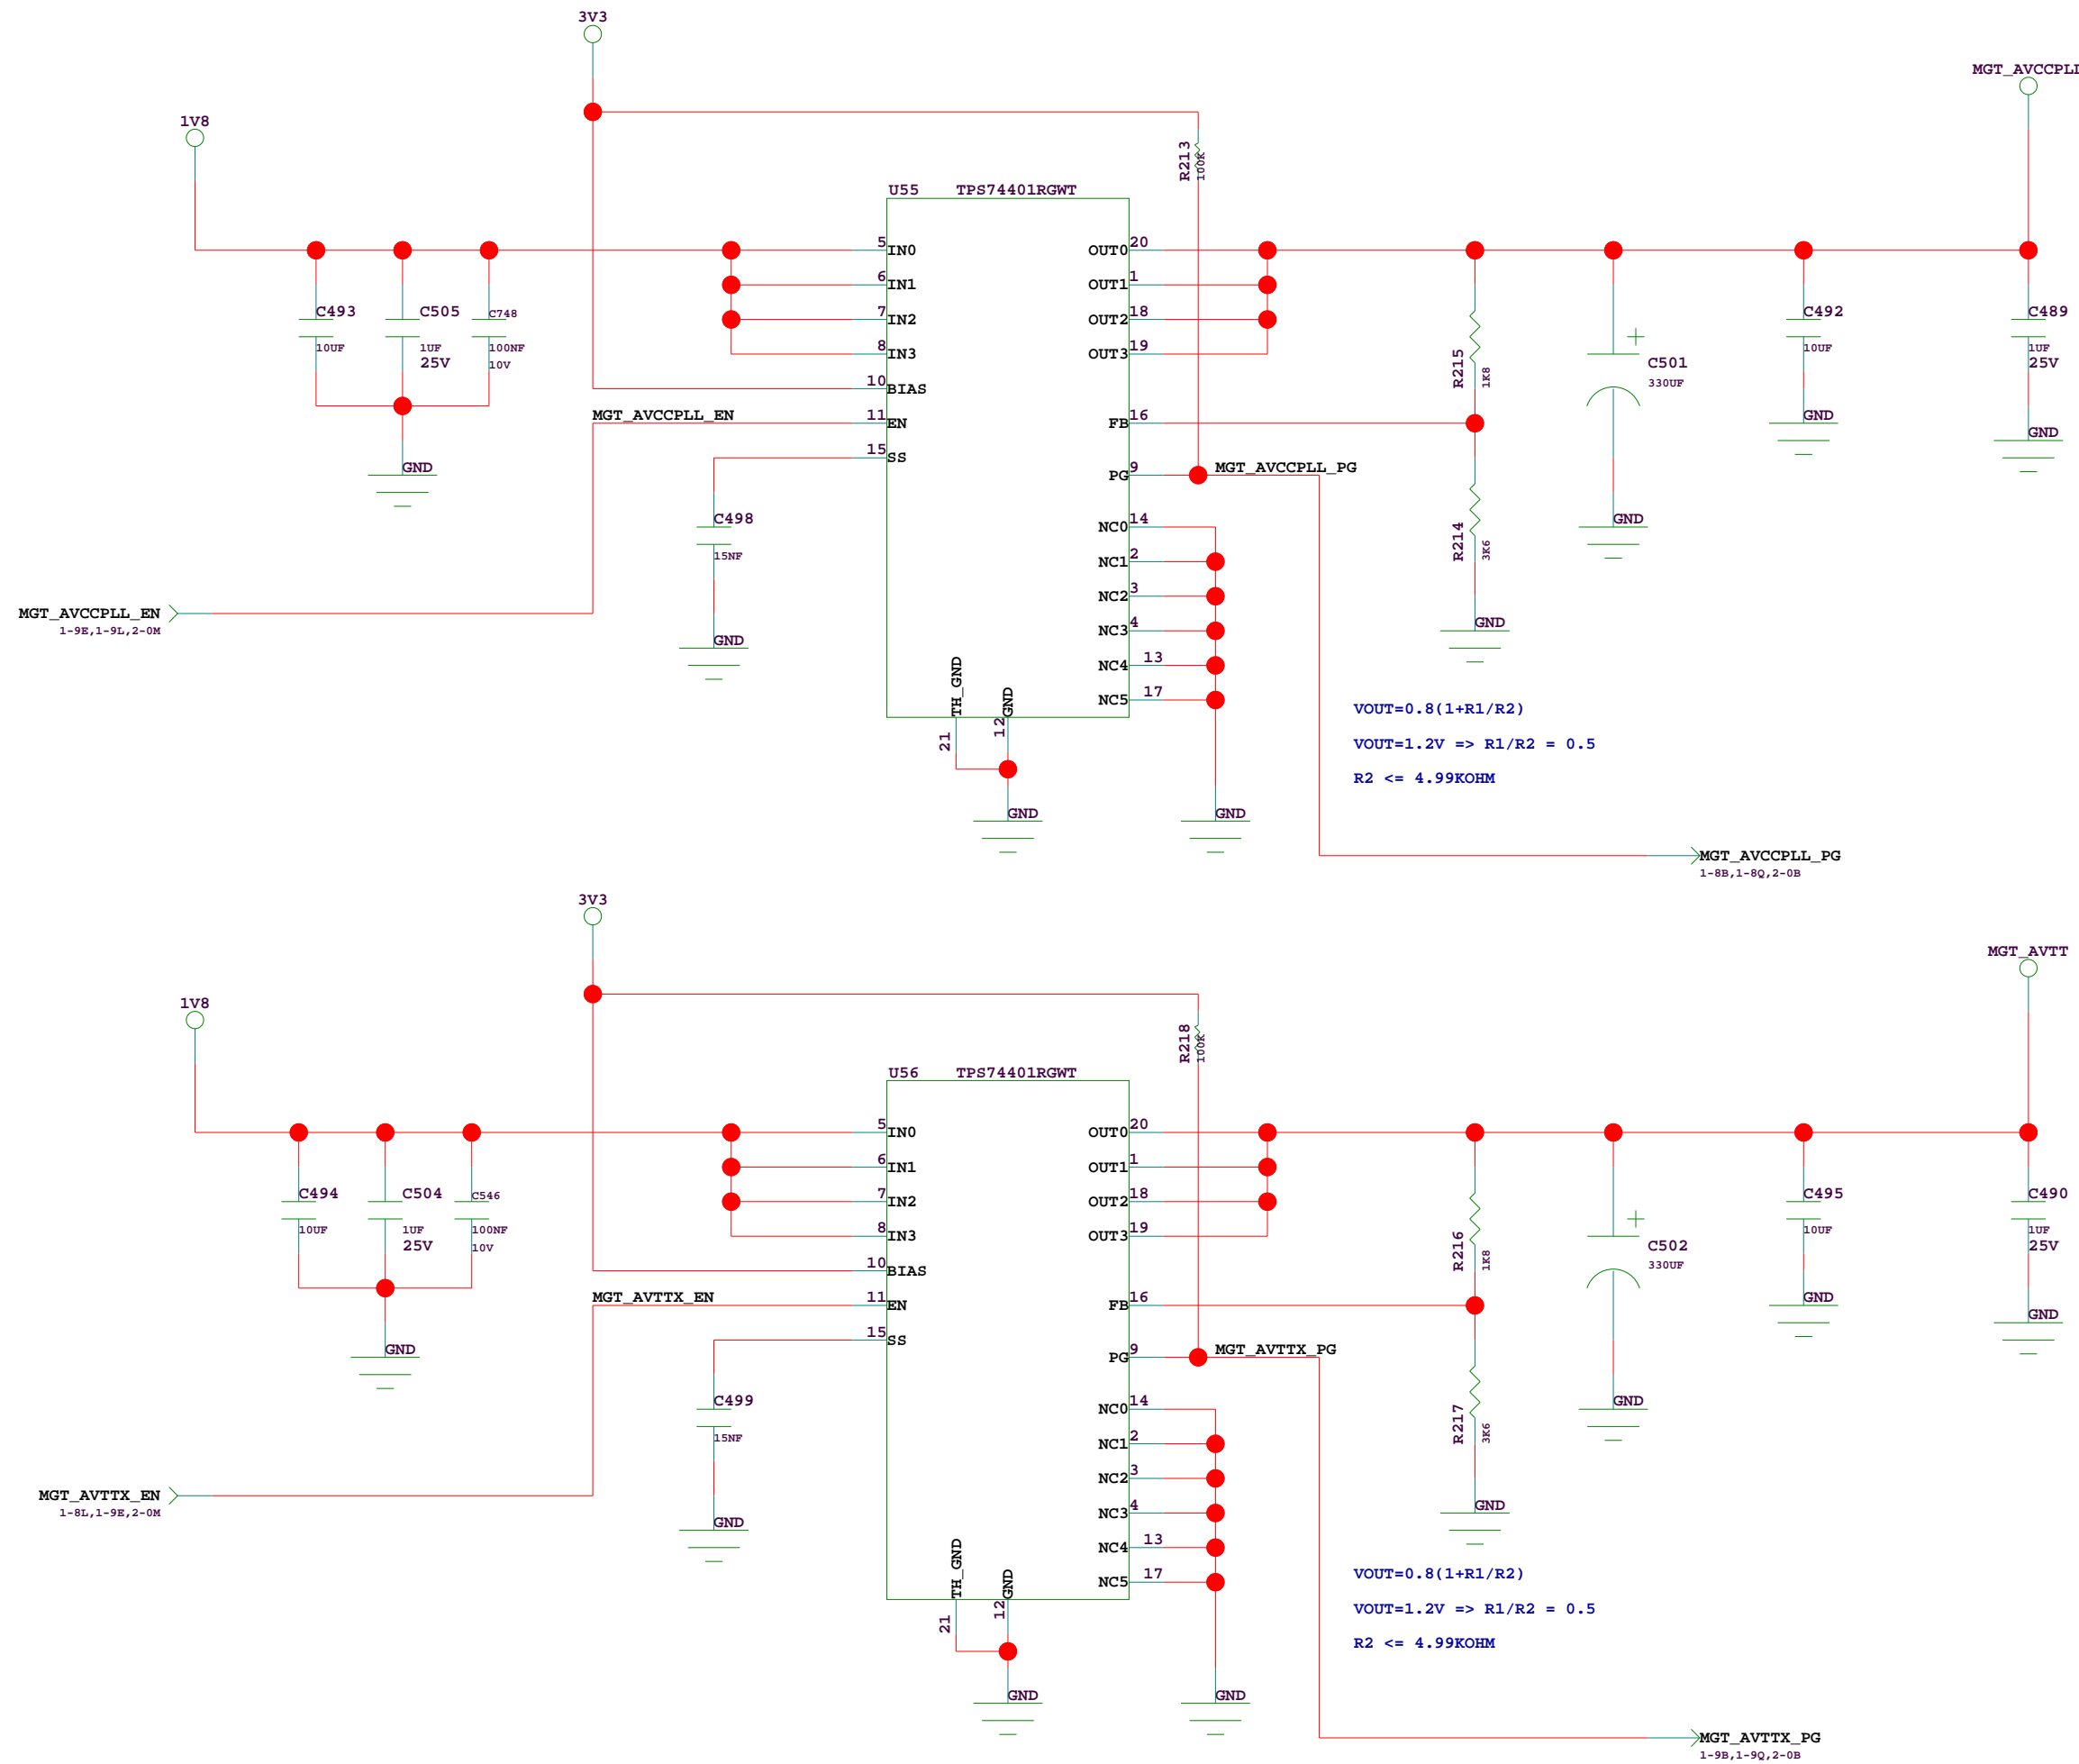 3V3
MGT_AVCCPLL
1V8
R213
100K
U55 TPS74401RGWT
5 IN0
6 IN1
7 IN2
8 IN3
10 BIAS
11 EN
15 SS
OUT0 20
OUT1 1
OUT2 18
OUT3 19
FB 16
PG 9
NC0 14
NC1 2
NC2 3
NC3 4
NC4 13
NC5 17
TH_GND
21
GND
12
C493
10UF
C505
1UF
25V
C748
100NF
10V
GND
MGT_AVCCPLL_EN
C498
15NF
GND
MGT_AVCCPLL_EN
1-9E,1-9L,2-0M
MGT_AVCCPLL_PG
R215
1K8
R214
3K6
GND
C501
330UF
GND
C492
10UF
GND
C489
1UF
25V
GND
GND
GND
VOUT=0.8(1+R1/R2)
VOUT=1.2V => R1/R2 = 0.5
R2 <= 4.99KOHM
MGT_AVCCPLL_PG
1-8B,1-8Q,2-0B
3V3
MGT_AVTT
1V8
R218
100K
U56 TPS74401RGWT
5 IN0
6 IN1
7 IN2
8 IN3
10 BIAS
11 EN
15 SS
OUT0 20
OUT1 1
OUT2 18
OUT3 19
FB 16
PG 9
NC0 14
NC1 2
NC2 3
NC3 4
NC4 13
NC5 17
TH_GND
21
GND
12
C494
10UF
C504
1UF
25V
C546
100NF
10V
GND
MGT_AVTTX_EN
C499
15NF
GND
MGT_AVTTX_EN
1-8L,1-9E,2-0M
MGT_AVTTX_PG
R216
1K8
R217
3K6
GND
C502
330UF
GND
C495
10UF
GND
C490
1UF
25V
GND
GND
GND
VOUT=0.8(1+R1/R2)
VOUT=1.2V => R1/R2 = 0.5
R2 <= 4.99KOHM
MGT_AVTTX_PG
1-9B,1-9Q,2-0B